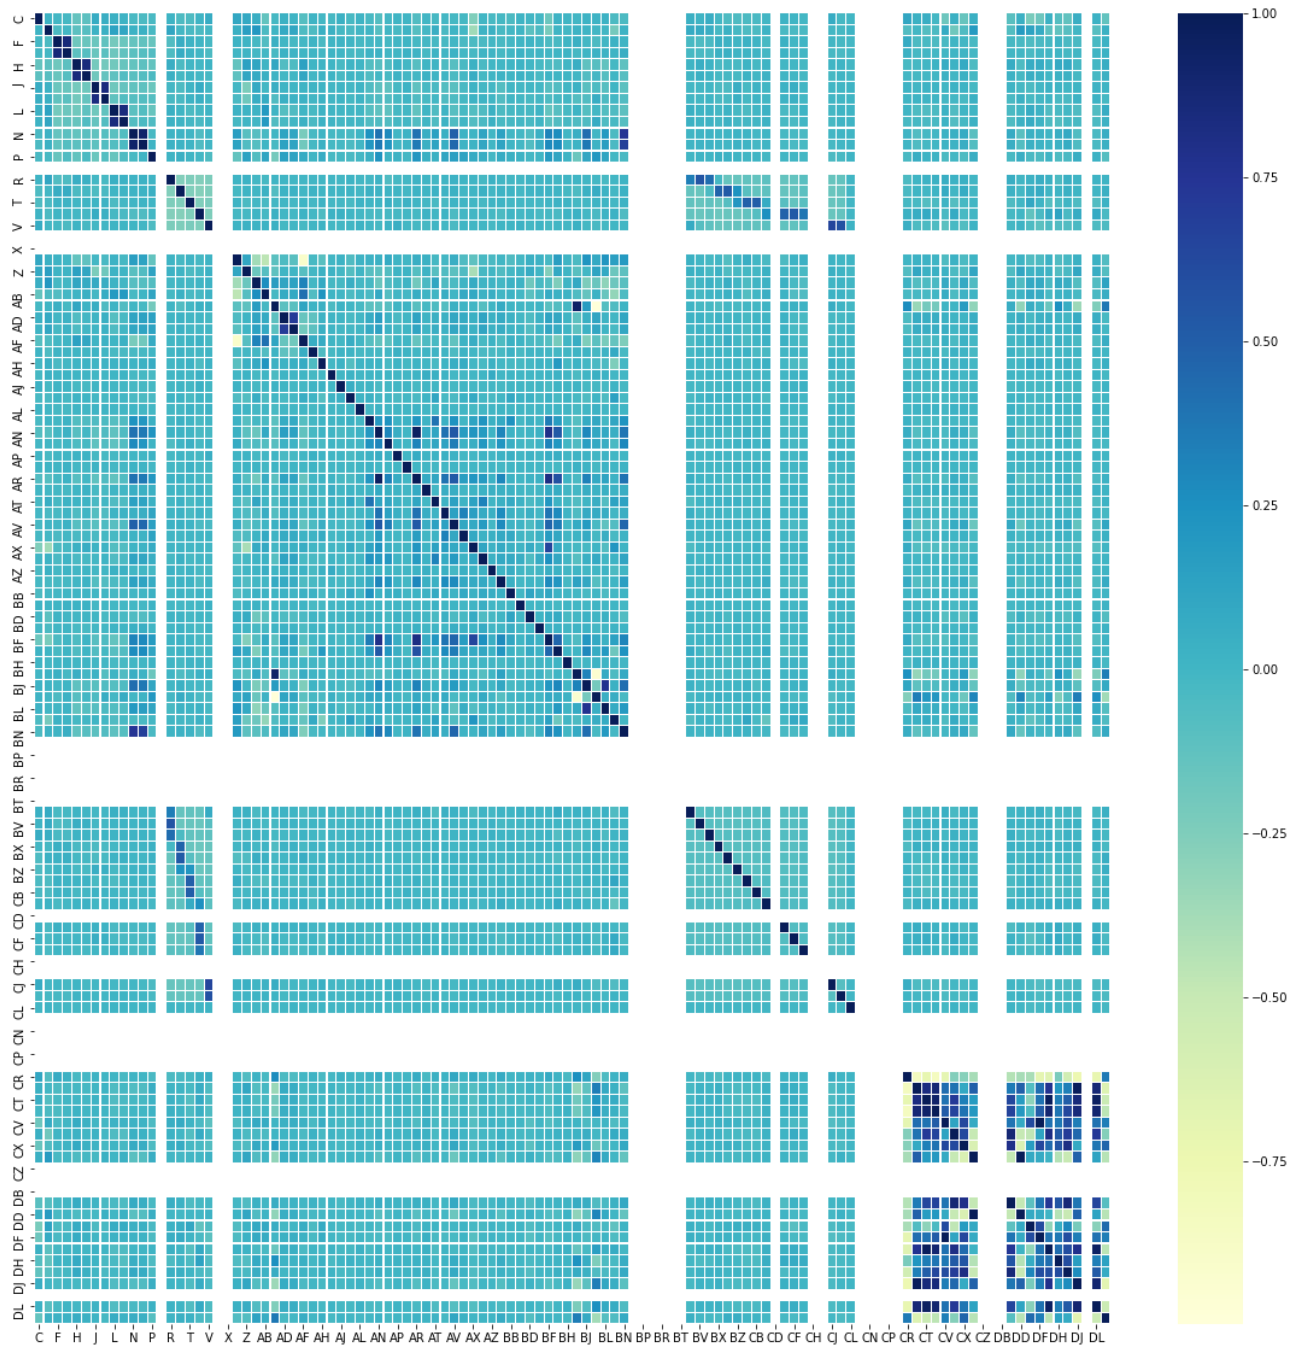 C
F
H
J
L
N
P
R
T
V
X
Z
AB
AD
AF
AH
AJ
AL
AN
AP
AR
AT
AV
AX
AZ
BB
BD
BF
BH
BJ
BL
BN
BP
BR
BT
BV
BX
BZ
CB
CD
CF
CH
CJ
CL
CN
CP
CR
CT
CV
CX
CZ
DB
DD
DF
DH
DJ
DL
C F H J L N P R T V X Z AB AD AF AH AJ AL AN AP AR AT AV AX AZ BB BD BF BH BJ BL BN BP BR BT BV BX BZ CB CD CF CH CJ CL CN CP CR CT CV CX CZ DB DD DF DH DJ DL
1.00
0.75
0.50
0.25
0.00
−0.25
−0.50
−0.75